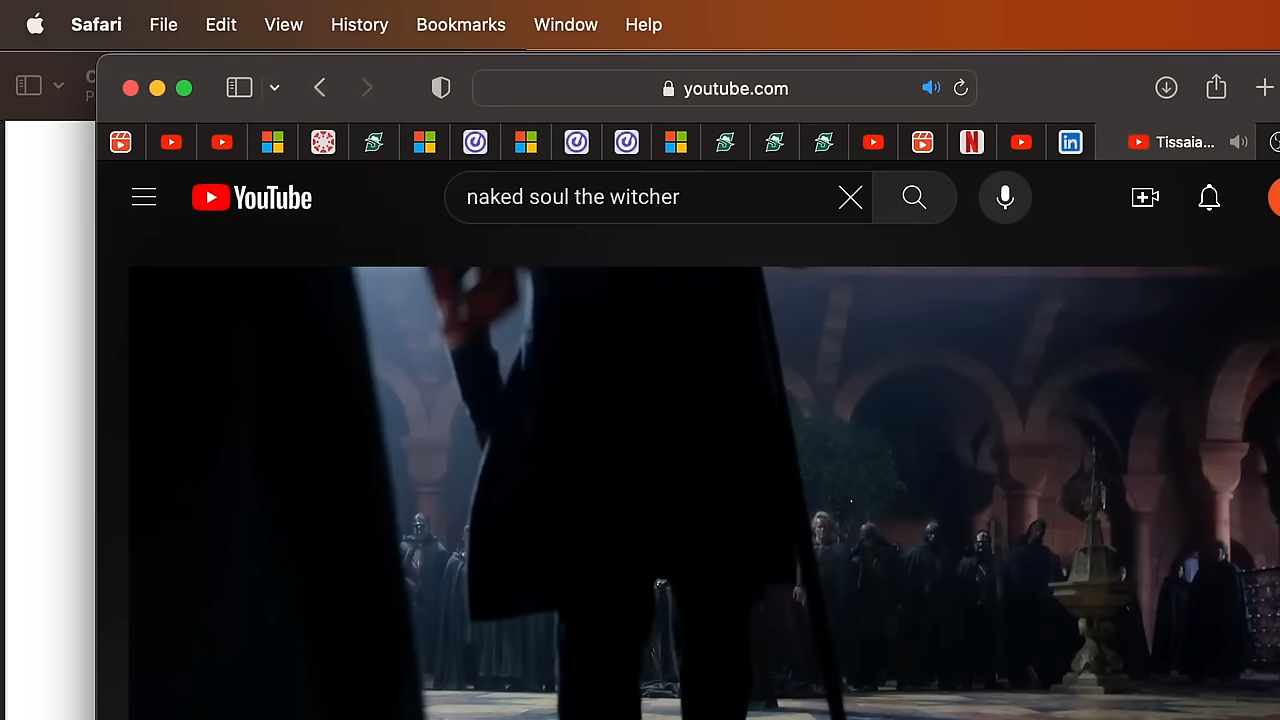 Safari File Edit View History Bookmarks Window Help
youtube.com
Tissaia...
YouTube naked soul the witcher